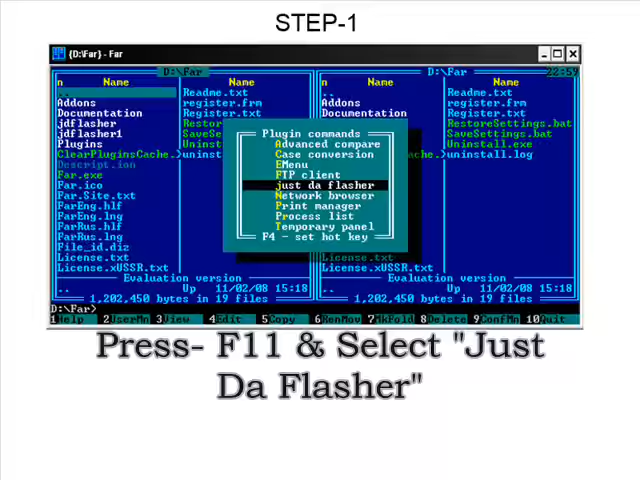 STEP-1
{D:\Far} - Far
D:\Far D:\Far 22:59
n Name Name n Name Name
.. Readme.txt .. Readme.txt
Addons register.frm Addons register.frm
Documentation Restor Documentation RestoreSettings.bat
jdflasher SaveSe SaveSettings.bat
jdflasher1 Uninst Uninstall.exe
Plugins uninst uninstall.log
ClearPluginsCache.}
Descript.ion
Far.exe
Far.ico
Far.Site.txt
FarEng.hlf
FarEng.lng
FarRus.hlf
FarRus.lng
File_id.diz
License.txt License.txt
License.xUSSR.txt License.xUSSR.txt
Plugin commands
Advanced compare
Case conversion
EMenu
FTP client
just da flasher
Network browser
Print manager
Process list
Temporary panel
F4 - set hot key
Evaluation version Evaluation version
.. Up 11/02/08 15:18 .. Up 11/02/08 15:18
1,202,450 bytes in 19 files 1,202,450 bytes in 19 files
D:\Far>
1Help 2UserMn 3View 4Edit 5Copy 6RenMov 7MkFold 8Delete 9ConfMn 10Quit
Press- F11 & Select "Just
Da Flasher"